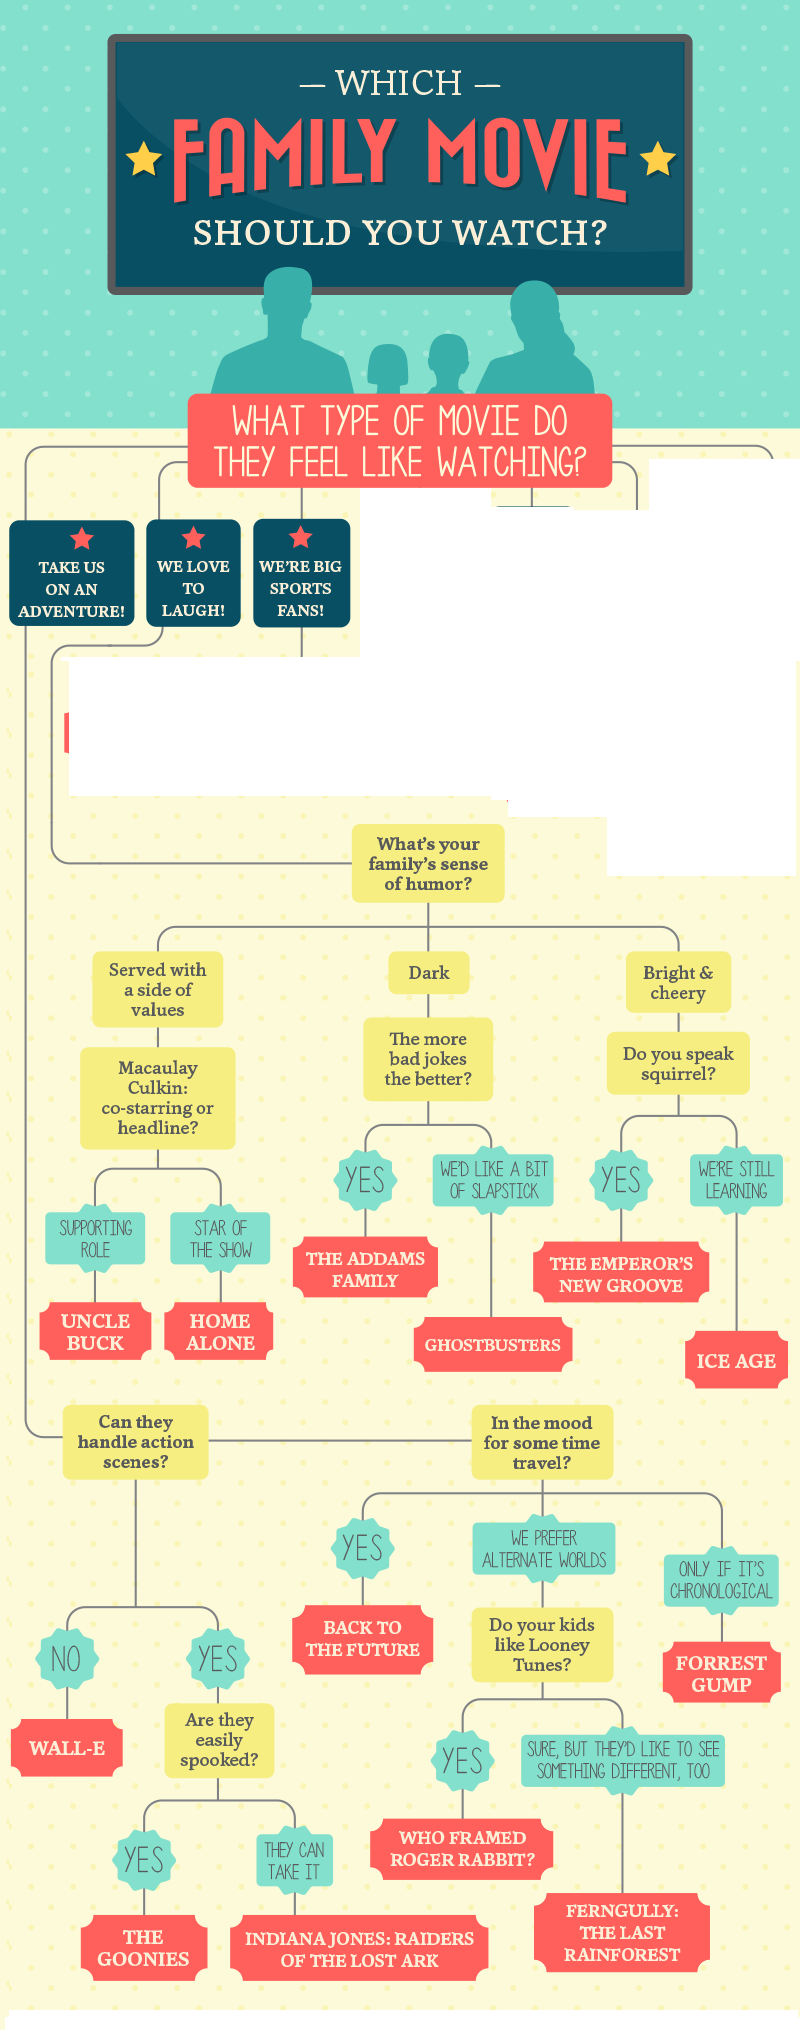 — WHICH —
FAMILY MOVIE
SHOULD YOU WATCH?
WHAT TYPE OF MOVIE DO
THEY FEEL LIKE WATCHING?
TAKE US
ON AN
ADVENTURE!
WE LOVE
TO
LAUGH!
WE'RE BIG
SPORTS
FANS!
What's your
family's sense
of humor?
Served with
a side of
values
Dark
Bright &
cheery
Macaulay
Culkin:
co-starring or
headline?
The more
bad jokes
the better?
Do you speak
squirrel?
SUPPORTING
ROLE
STAR OF
THE SHOW
YES
WE'D LIKE A BIT
OF SLAPSTICK
YES
WE'RE STILL
LEARNING
UNCLE
BUCK
HOME
ALONE
THE ADDAMS
FAMILY
GHOSTBUSTERS
THE EMPEROR'S
NEW GROOVE
ICE AGE
Can they
handle action
scenes?
In the mood
for some time
travel?
YES
WE PREFER
ALTERNATE WORLDS
ONLY IF IT'S
CHRONOLOGICAL
BACK TO
THE FUTURE
Do your kids
like Looney
Tunes?
FORREST
GUMP
NO
YES
WALL-E
Are they
easily
spooked?
YES
SURE, BUT THEY'D LIKE TO SEE
SOMETHING DIFFERENT, TOO
YES
THEY CAN
TAKE IT
WHO FRAMED
ROGER RABBIT?
THE
GOONIES
INDIANA JONES: RAIDERS
OF THE LOST ARK
FERNGULLY:
THE LAST
RAINFOREST